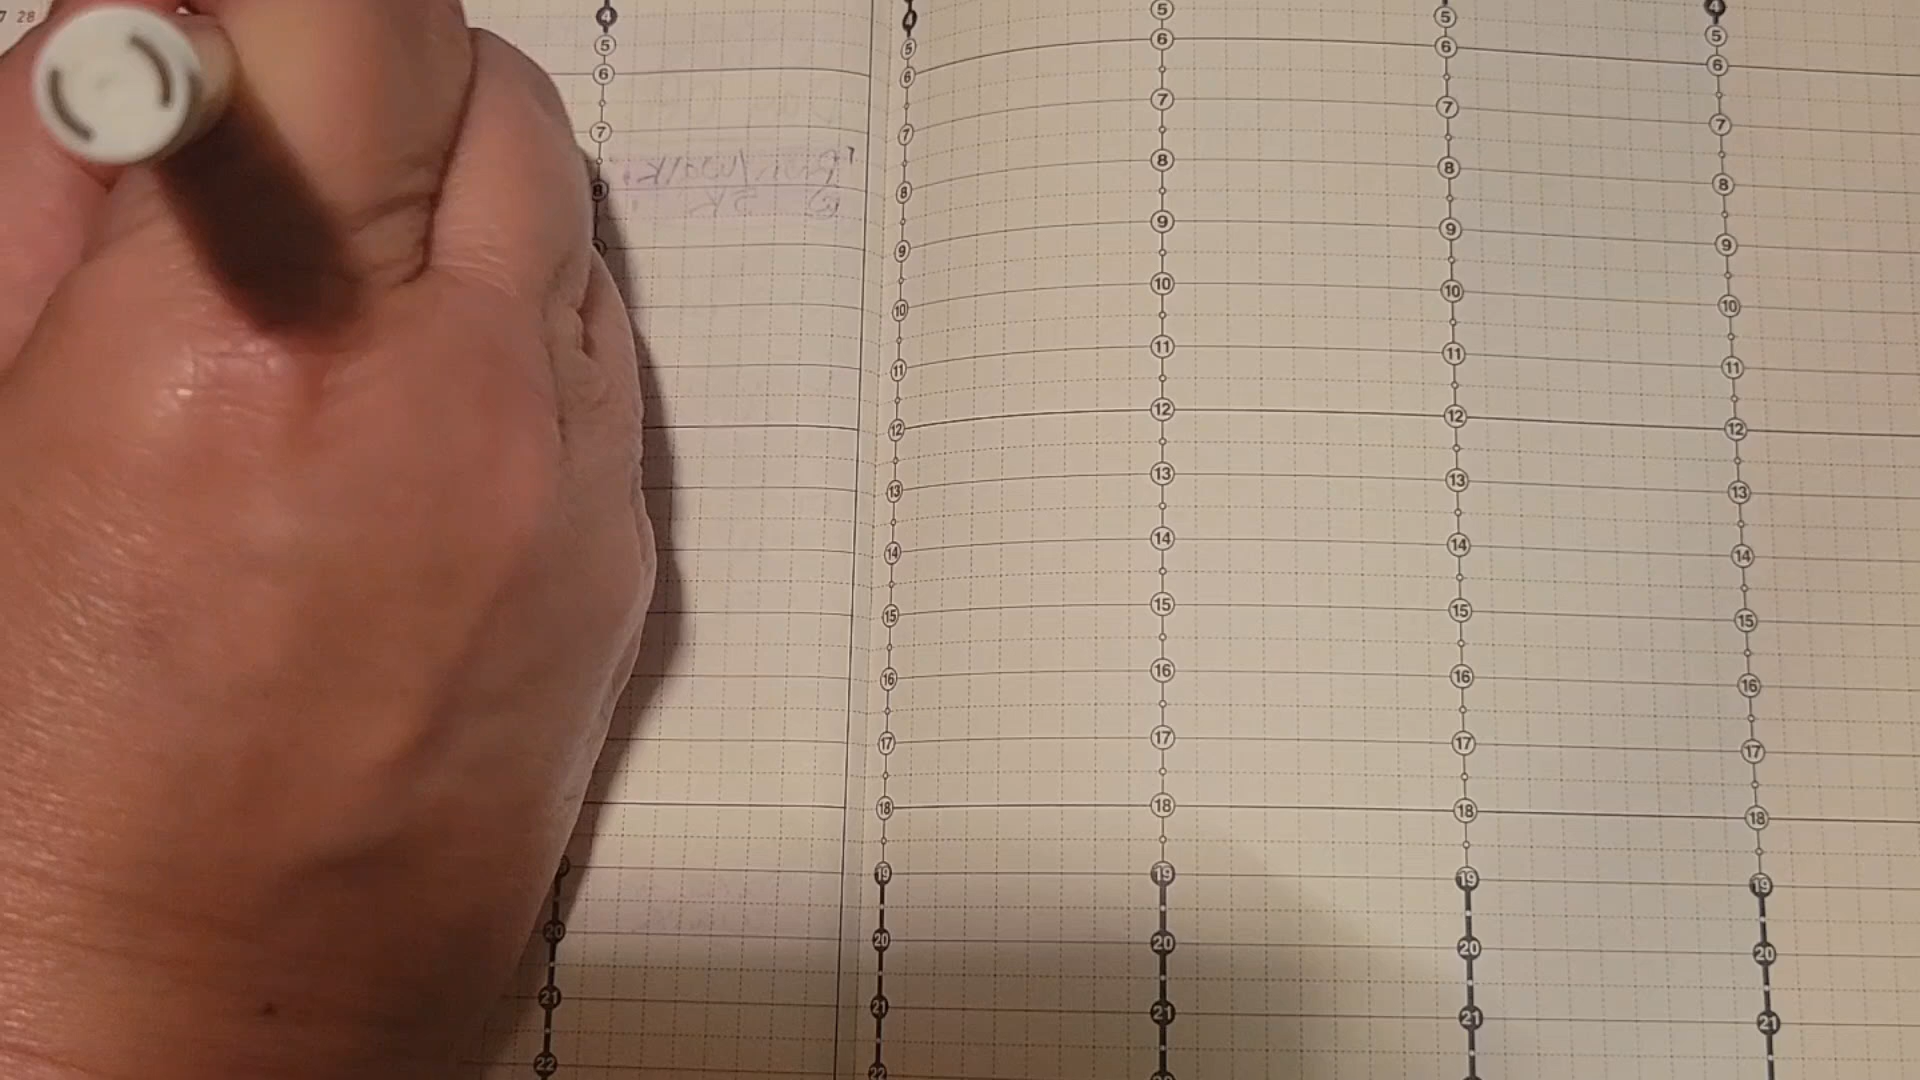 7 28
4 4 4
5 5 5 5 5
6 6 6 6 6
7 7 7 7 7
8 8 8 8 8
Run/Walk
5K
9 9 9 9
10 10 10 10
11 11 11 11
12 12 12 12
13 13 13 13
14 14 14 14
15 15 15 15
16 16 16 16
17 17 17 17
18 18 18 18
19 19 19 19
20 20 20 20 20
21 21 21 21 21
22 22